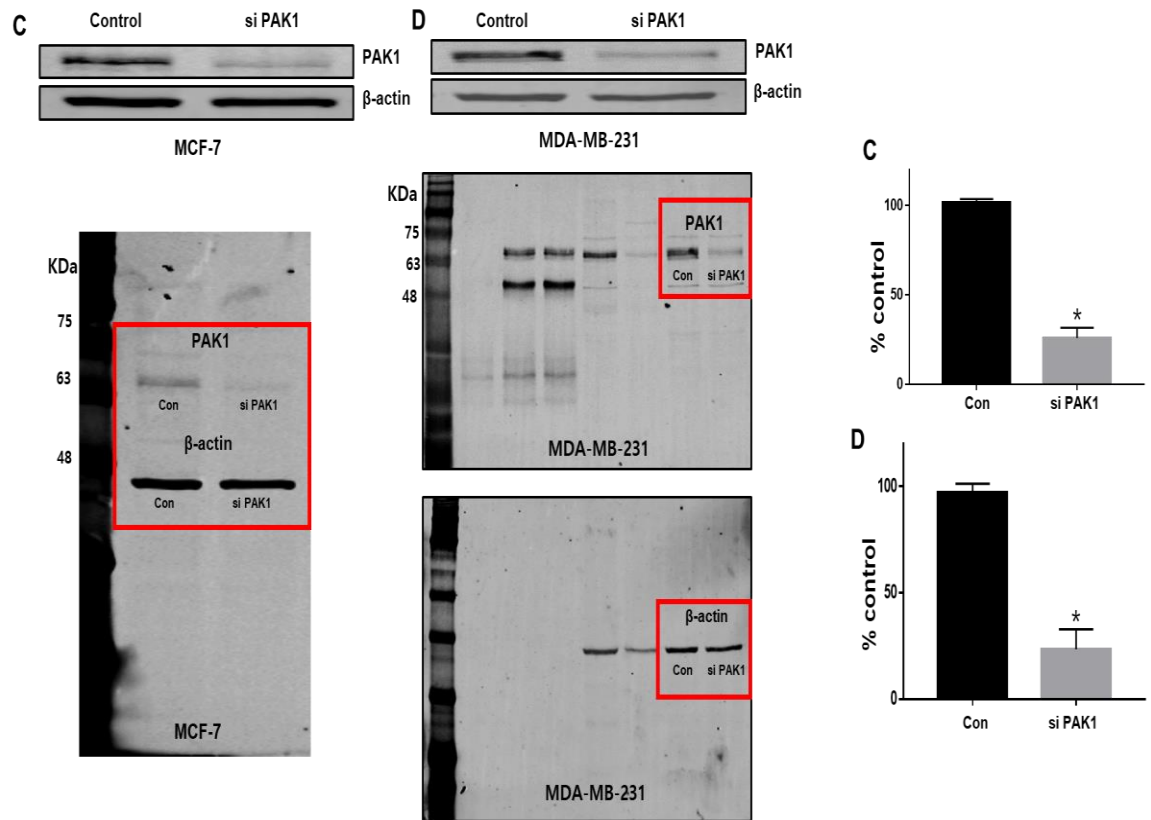 C
Control si PAK1
PAK1
β-actin
MCF-7
KDa
75
63
48
PAK1
Con si PAK1
β-actin
Con si PAK1
MCF-7
D
Control si PAK1
PAK1
β-actin
MDA-MB-231
KDa
75
63
48
PAK1
Con si PAK1
MDA-MB-231
β-actin
Con si PAK1
MDA-MB-231
C
% control
100
50
0
*
Con si PAK1
D
% control
100
50
0
*
Con si PAK1